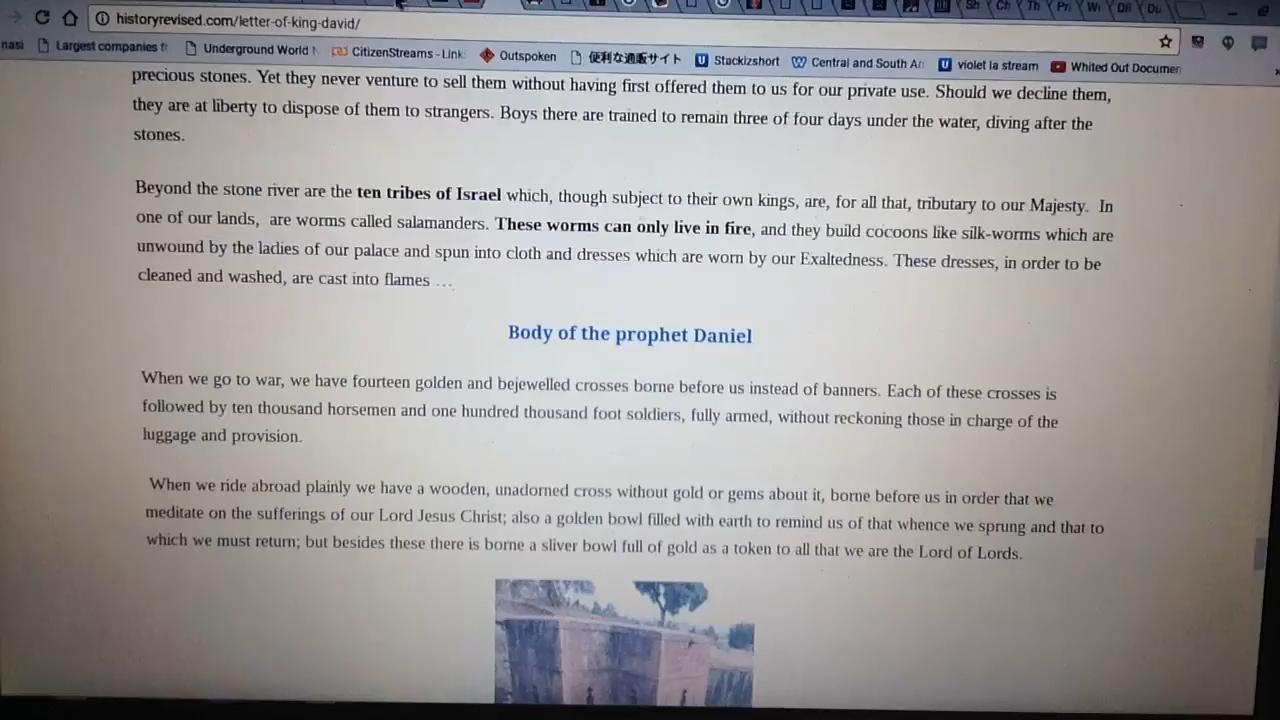 historyrevised.com/letter-of-king-david/
Sh Ch Th Pri Wi Dil Du
nasi Largest companies fr Underground World N CitizenStreams - Link Outspoken 便利な通販サイト Stackizshort Central and South Am violet la stream Whited Out Documen
precious stones. Yet they never venture to sell them without having first offered them to us for our private use. Should we decline them,
they are at liberty to dispose of them to strangers. Boys there are trained to remain three of four days under the water, diving after the
stones.
Beyond the stone river are the ten tribes of Israel which, though subject to their own kings, are, for all that, tributary to our Majesty. In
one of our lands, are worms called salamanders. These worms can only live in fire, and they build cocoons like silk-worms which are
unwound by the ladies of our palace and spun into cloth and dresses which are worn by our Exaltedness. These dresses, in order to be
cleaned and washed, are cast into flames ...
Body of the prophet Daniel
When we go to war, we have fourteen golden and bejewelled crosses borne before us instead of banners. Each of these crosses is
followed by ten thousand horsemen and one hundred thousand foot soldiers, fully armed, without reckoning those in charge of the
luggage and provision.
When we ride abroad plainly we have a wooden, unadorned cross without gold or gems about it, borne before us in order that we
meditate on the sufferings of our Lord Jesus Christ; also a golden bowl filled with earth to remind us of that whence we sprung and that to
which we must return; but besides these there is borne a sliver bowl full of gold as a token to all that we are the Lord of Lords.